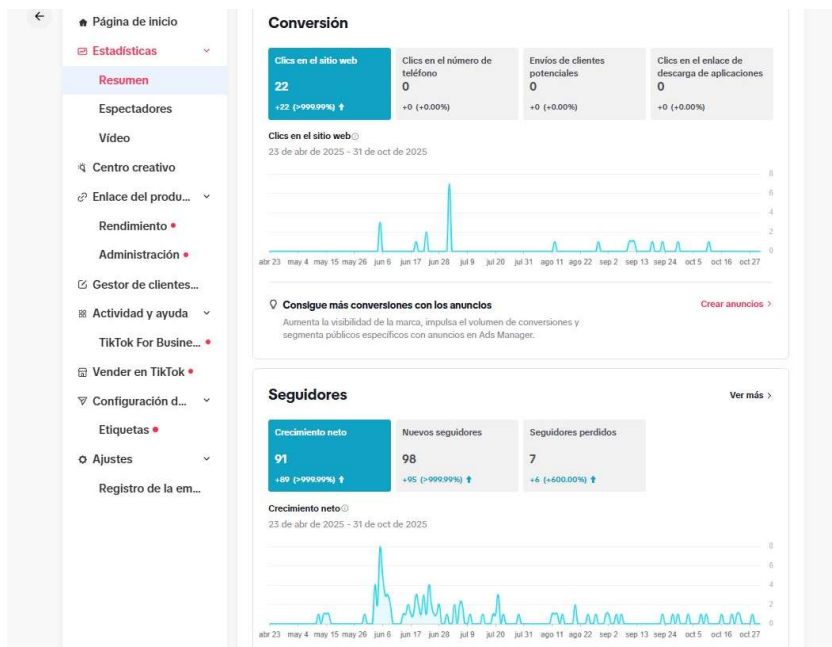 Página de inicio
Estadísticas
Resumen
Espectadores
Vídeo
Centro creativo
Enlace del produ...
Rendimiento
Administración
Gestor de clientes...
Actividad y ayuda
TikTok For Busine...
Vender en TikTok
Configuración d...
Etiquetas
Ajustes
Registro de la em...
Conversión
Clics en el sitio web
22
+22 (>999.99%)
Clics en el número de
teléfono
0
+0 (+0.00%)
Envíos de clientes
potenciales
0
+0 (+0.00%)
Clics en el enlace de
descarga de aplicaciones
0
+0 (+0.00%)
Clics en el sitio web
23 de abr de 2025 - 31 de oct de 2025
8
6
4
2
0
abr 23 may 4 may 15 may 26 jun 6 jun 17 jun 28 jul 9 jul 20 jul 31 ago 11 ago 22 sep 2 sep 13 sep 24 oct 5 oct 16 oct 27
Consigue más conversiones con los anuncios
Crear anuncios >
Aumenta la visibilidad de la marca, impulsa el volumen de conversiones y
segmenta públicos específicos con anuncios en Ads Manager.
Seguidores
Ver más >
Crecimiento neto
91
+89 (>999.99%)
Nuevos seguidores
98
+95 (>999.99%)
Seguidores perdidos
7
+6 (+600.00%)
Crecimiento neto
23 de abr de 2025 - 31 de oct de 2025
8
6
4
2
0
abr 23 may 4 may 15 may 26 jun 6 jun 17 jun 28 jul 9 jul 20 jul 31 ago 11 ago 22 sep 2 sep 13 sep 24 oct 5 oct 16 oct 27